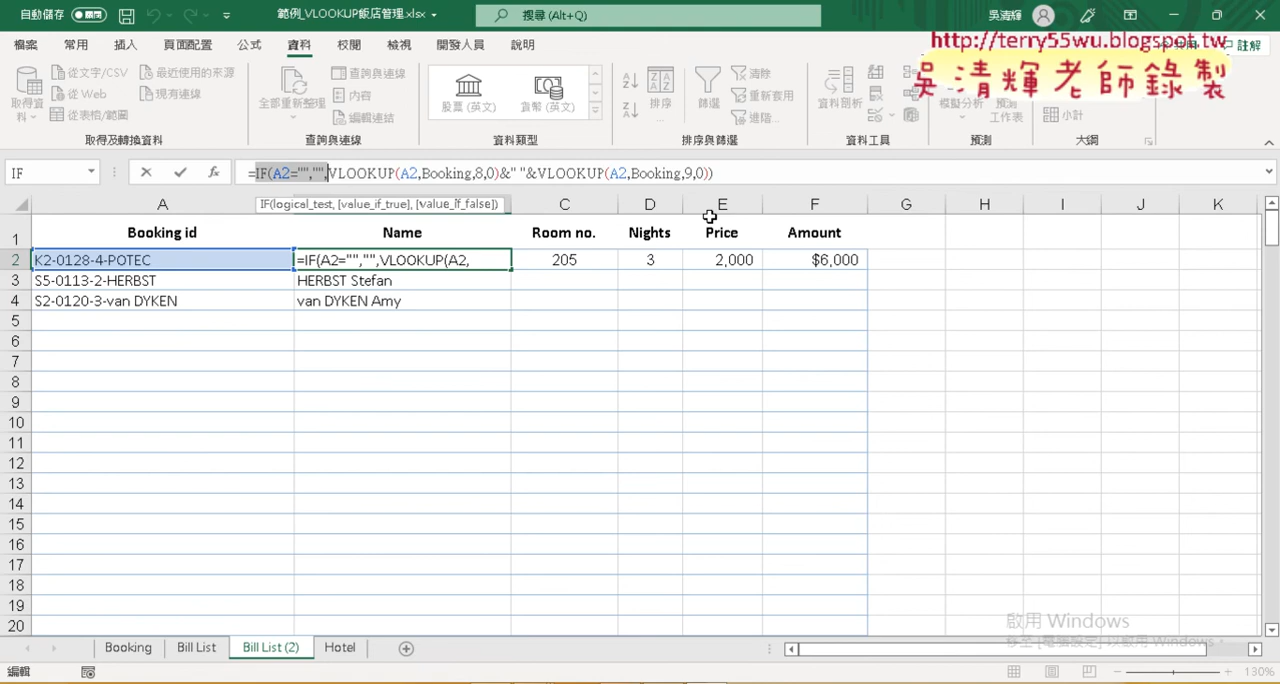 自動儲存 關閉 範例_VLOOKUP飯店管理.xlsx 搜尋 (Alt+Q) 吳清輝
http://terry55wu.blogspot.tw
吳清輝老師錄製
檔案 常用 插入 頁面配置 公式 資料 校閱 檢視 開發人員 說明 註解
取得資料 從文字/CSV 最近使用的來源
從 Web 現有連線
從表格/範圍
全部重新整理 查詢與連線
內容
編輯連結
股票 (英文) 貨幣 (英文)
排序 篩選 清除
重新套用
進階...
資料剖析
模擬分析 預測工作表
小計
取得及轉換資料 查詢與連線 資料類型 排序與篩選 資料工具 預測 大綱
IF =IF(A2="","",VLOOKUP(A2,Booking,8,0)&" "&VLOOKUP(A2,Booking,9,0))
IF(logical_test, [value_if_true], [value_if_false])
A C D E F G H I J K
1 Booking id Name Room no. Nights Price Amount
2 K2-0128-4-POTEC =IF(A2="","",VLOOKUP(A2, 205 3 2,000 $6,000
3 S5-0113-2-HERBST HERBST Stefan
4 S2-0120-3-van DYKEN van DYKEN Amy
5
6
7
8
9
10
11
12
13
14
15
16
17
18
19
20
啟用 Windows
移至 [電腦設定] 以啟用 Windows。
Booking Bill List Bill List (2) Hotel
編輯 130%